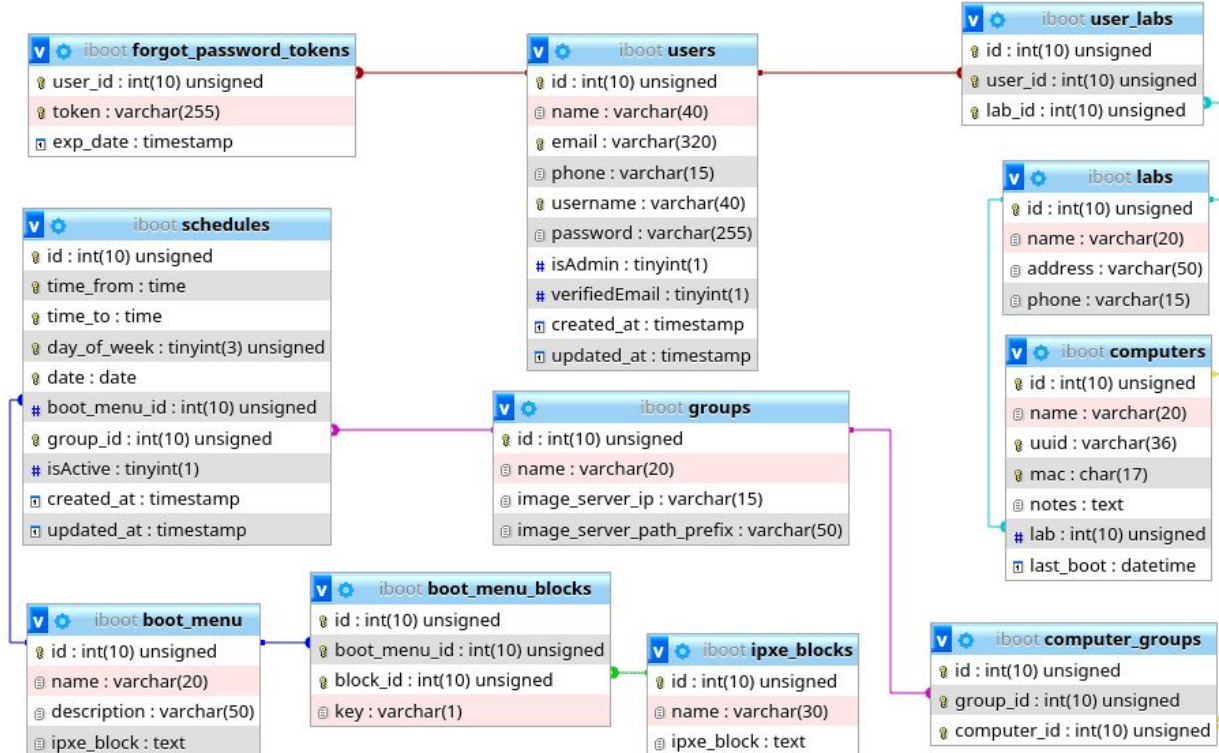 iboot forgot_password_tokens
user_id : int(10) unsigned
token : varchar(255)
exp_date : timestamp
iboot users
id : int(10) unsigned
name : varchar(40)
email : varchar(320)
phone : varchar(15)
username : varchar(40)
password : varchar(255)
isAdmin : tinyint(1)
verifiedEmail : tinyint(1)
created_at : timestamp
updated_at : timestamp
iboot user_labs
id : int(10) unsigned
user_id : int(10) unsigned
lab_id : int(10) unsigned
iboot labs
id : int(10) unsigned
name : varchar(20)
address : varchar(50)
phone : varchar(15)
iboot schedules
id : int(10) unsigned
time_from : time
time_to : time
day_of_week : tinyint(3) unsigned
date : date
boot_menu_id : int(10) unsigned
group_id : int(10) unsigned
isActive : tinyint(1)
created_at : timestamp
updated_at : timestamp
iboot groups
id : int(10) unsigned
name : varchar(20)
image_server_ip : varchar(15)
image_server_path_prefix : varchar(50)
iboot computers
id : int(10) unsigned
name : varchar(20)
uuid : varchar(36)
mac : char(17)
notes : text
lab : int(10) unsigned
last_boot : datetime
iboot boot_menu
id : int(10) unsigned
name : varchar(20)
description : varchar(50)
ipxe_block : text
iboot boot_menu_blocks
id : int(10) unsigned
boot_menu_id : int(10) unsigned
block_id : int(10) unsigned
key : varchar(1)
iboot ipxe_blocks
id : int(10) unsigned
name : varchar(30)
ipxe_block : text
iboot computer_groups
id : int(10) unsigned
group_id : int(10) unsigned
computer_id : int(10) unsigned